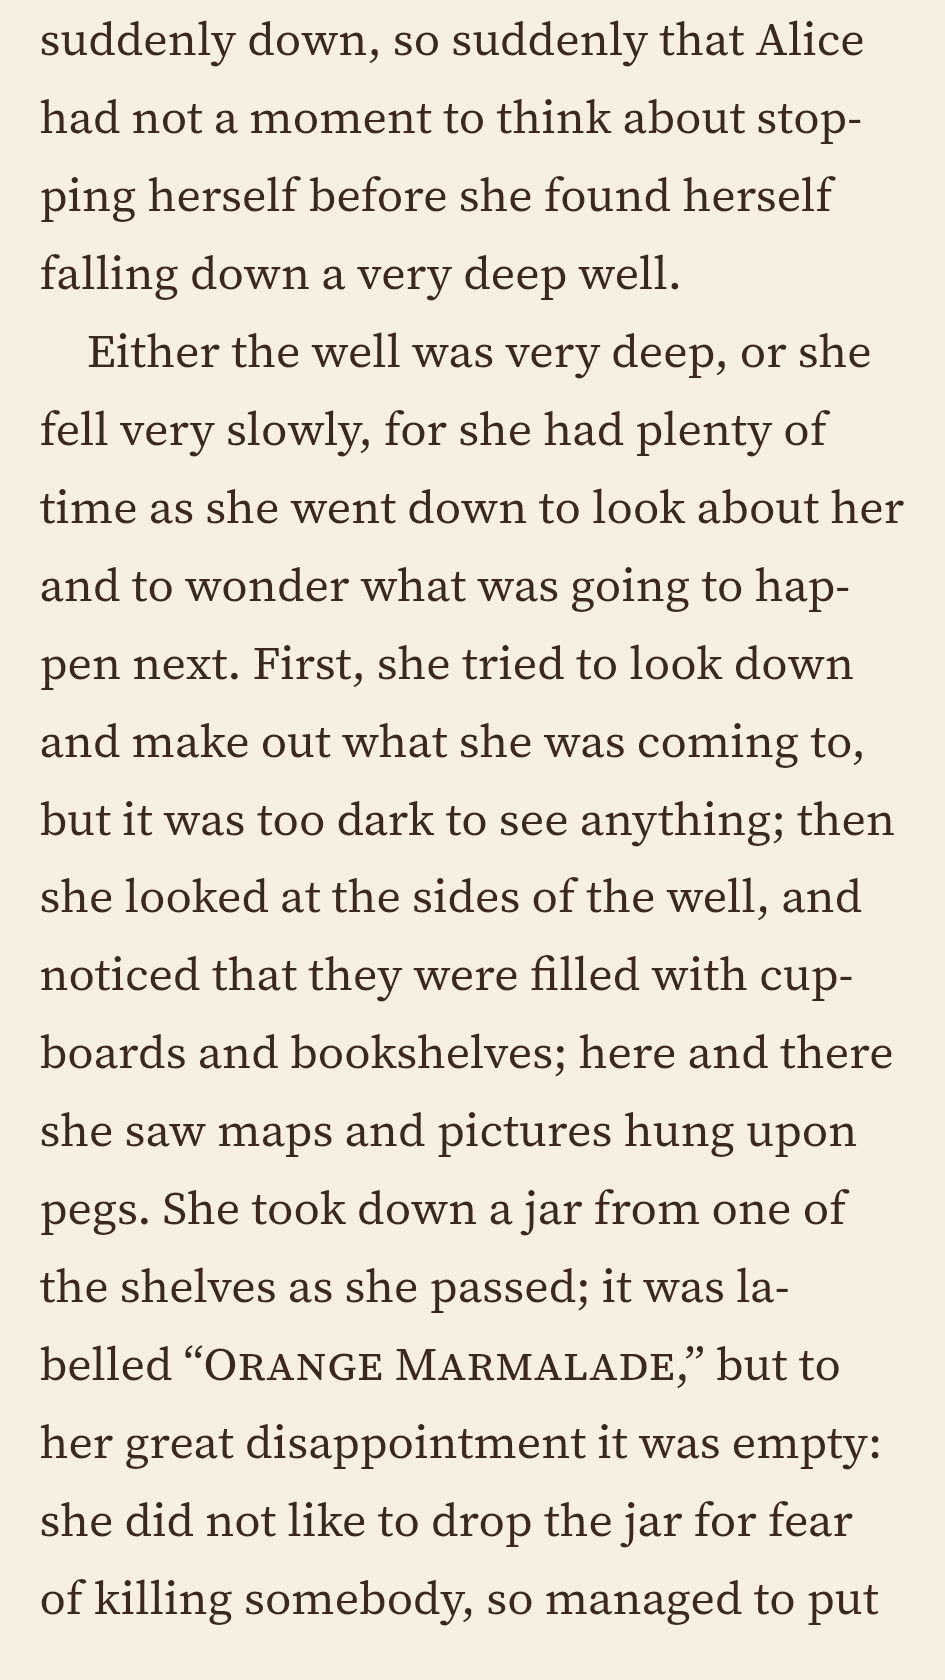 suddenly down, so suddenly that Alice
had not a moment to think about stop-
ping herself before she found herself
falling down a very deep well.
Either the well was very deep, or she
fell very slowly, for she had plenty of
time as she went down to look about her
and to wonder what was going to hap-
pen next. First, she tried to look down
and make out what she was coming to,
but it was too dark to see anything; then
she looked at the sides of the well, and
noticed that they were filled with cup-
boards and bookshelves; here and there
she saw maps and pictures hung upon
pegs. She took down a jar from one of
the shelves as she passed; it was la-
belled “Orange Marmalade,” but to
her great disappointment it was empty:
she did not like to drop the jar for fear
of killing somebody, so managed to put